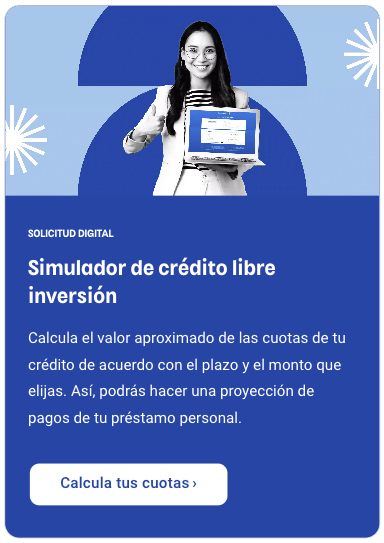 SOLICITUD DIGITAL
Simulador de crédito libre
inversión
Calcula el valor aproximado de las cuotas de tu
crédito de acuerdo con el plazo y el monto que
elijas. Así, podrás hacer una proyección de
pagos de tu préstamo personal.
Calcula tus cuotas ›